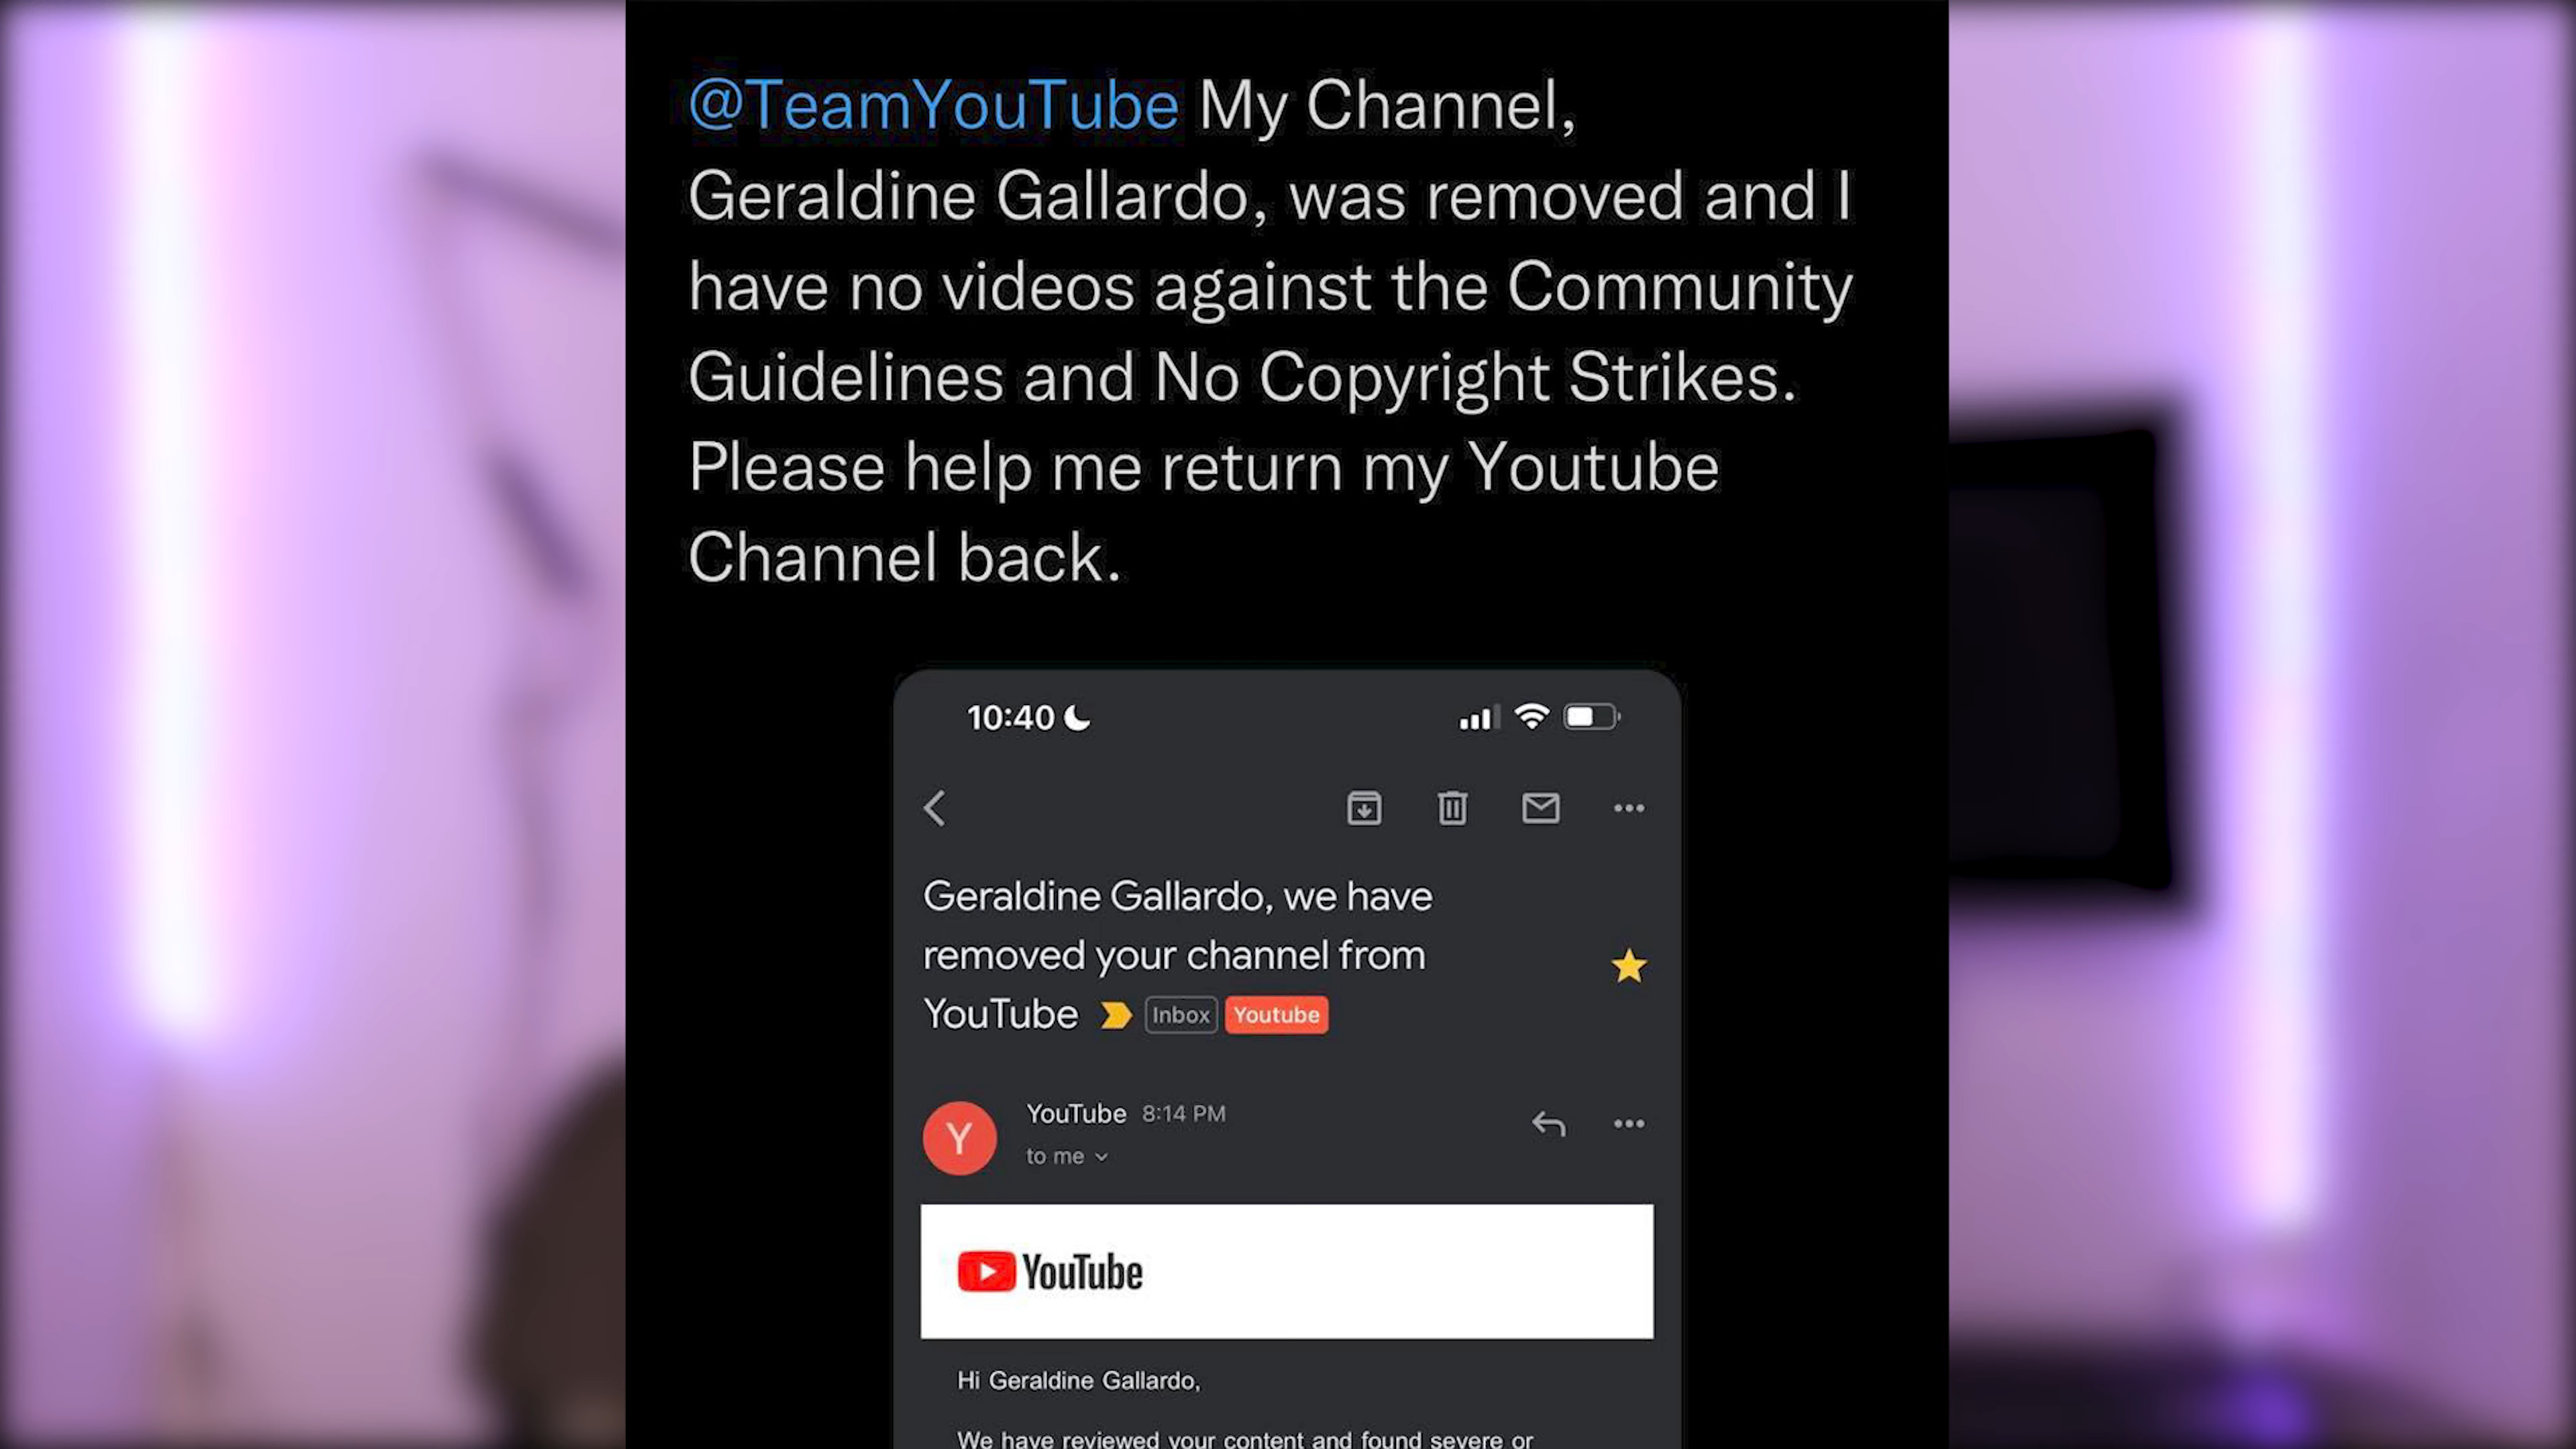 @TeamYouTube My Channel,
Geraldine Gallardo, was removed and I
have no videos against the Community
Guidelines and No Copyright Strikes.
Please help me return my Youtube
Channel back.
10:40
Geraldine Gallardo, we have
removed your channel from
YouTube Inbox Youtube
Y
YouTube 8:14 PM
to me
YouTube
Hi Geraldine Gallardo,
We have reviewed your content and found severe or